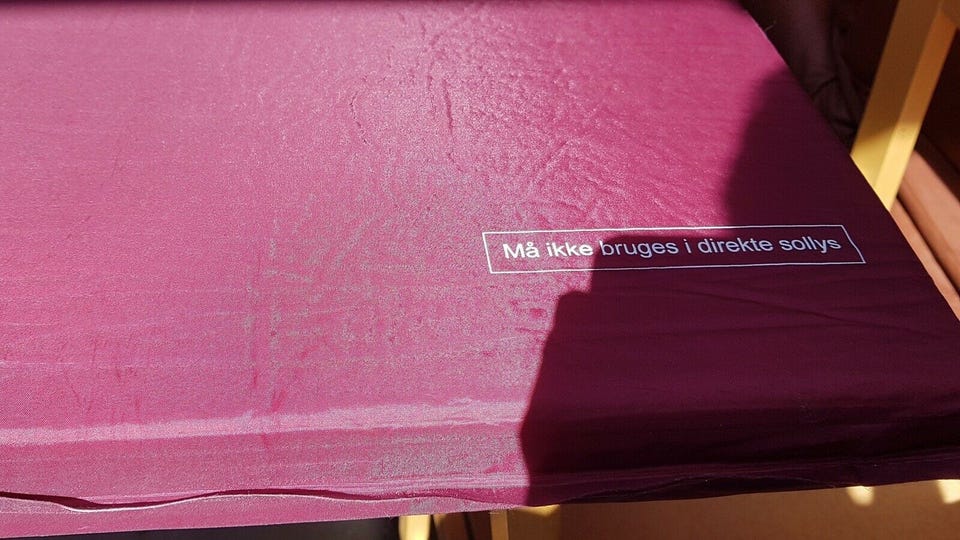 Må ikke bruges i direkte sollys